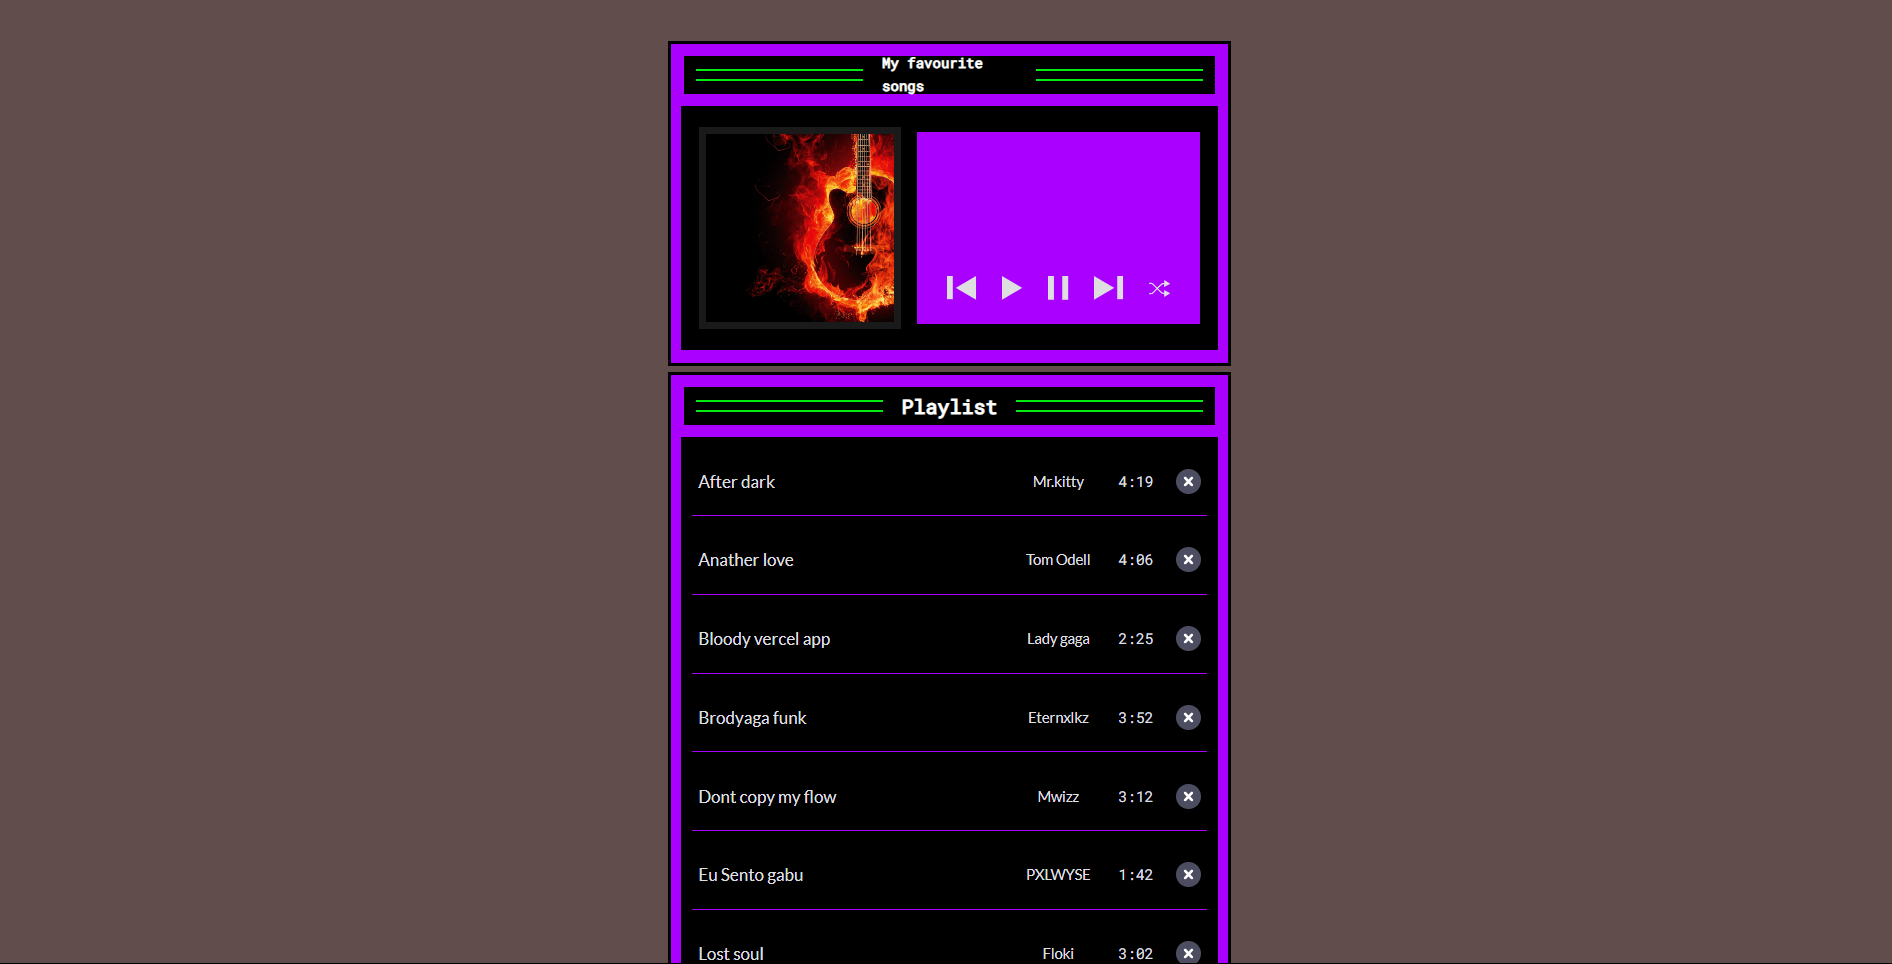 My favourite
songs
Playlist
After dark Mr.kitty 4:19
Anather love Tom Odell 4:06
Bloody vercel app Lady gaga 2:25
Brodyaga funk Eternxlkz 3:52
Dont copy my flow Mwizz 3:12
Eu Sento gabu PXLWYSE 1:42
Lost soul Floki 3:02